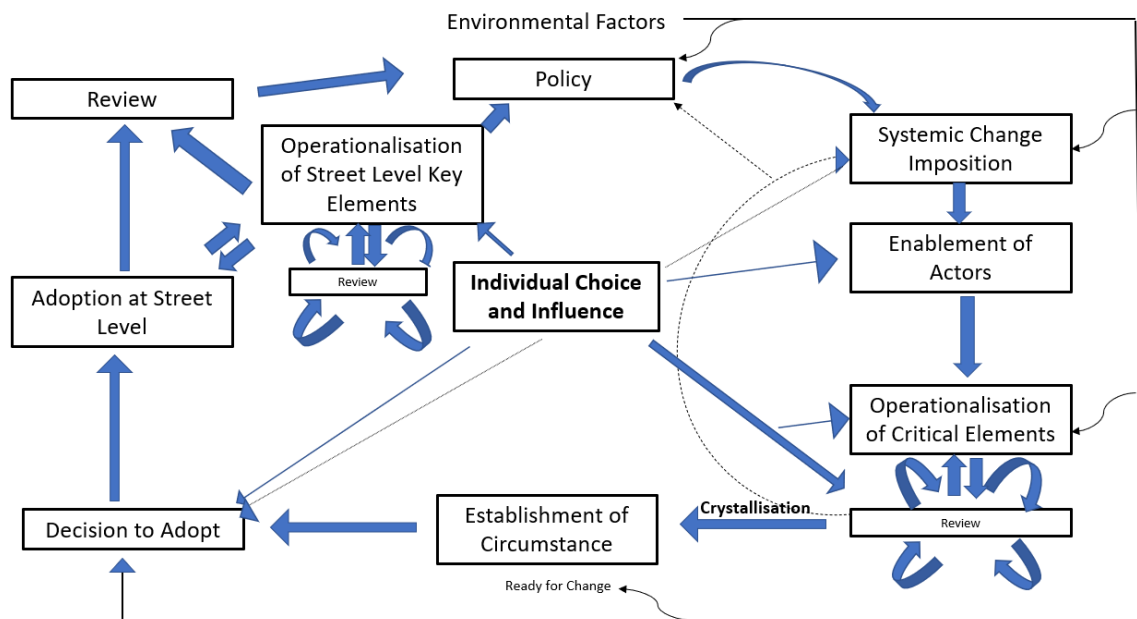 Environmental Factors
Policy
Review
Operationalisation
of Street Level Key
Elements
Systemic Change
Imposition
Enablement of
Actors
Review
Individual Choice
and Influence
Adoption at Street
Level
Operationalisation
of Critical Elements
Crystallisation
Review
Establishment of
Circumstance
Decision to Adopt
Ready for Change